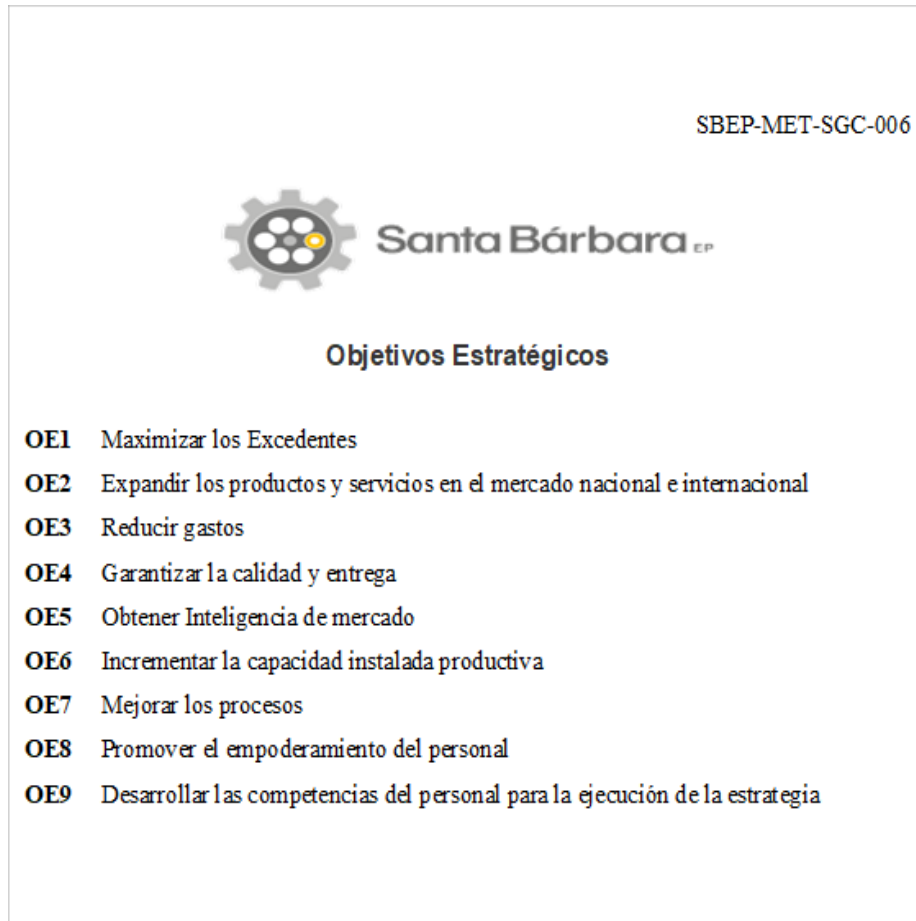 SBEP-MET-SGC-006
Santa Bárbara EP
Objetivos Estratégicos
OE1 Maximizar los Excedentes
OE2 Expandir los productos y servicios en el mercado nacional e internacional
OE3 Reducir gastos
OE4 Garantizar la calidad y entrega
OE5 Obtener Inteligencia de mercado
OE6 Incrementar la capacidad instalada productiva
OE7 Mejorar los procesos
OE8 Promover el empoderamiento del personal
OE9 Desarrollar las competencias del personal para la ejecución de la estrategia